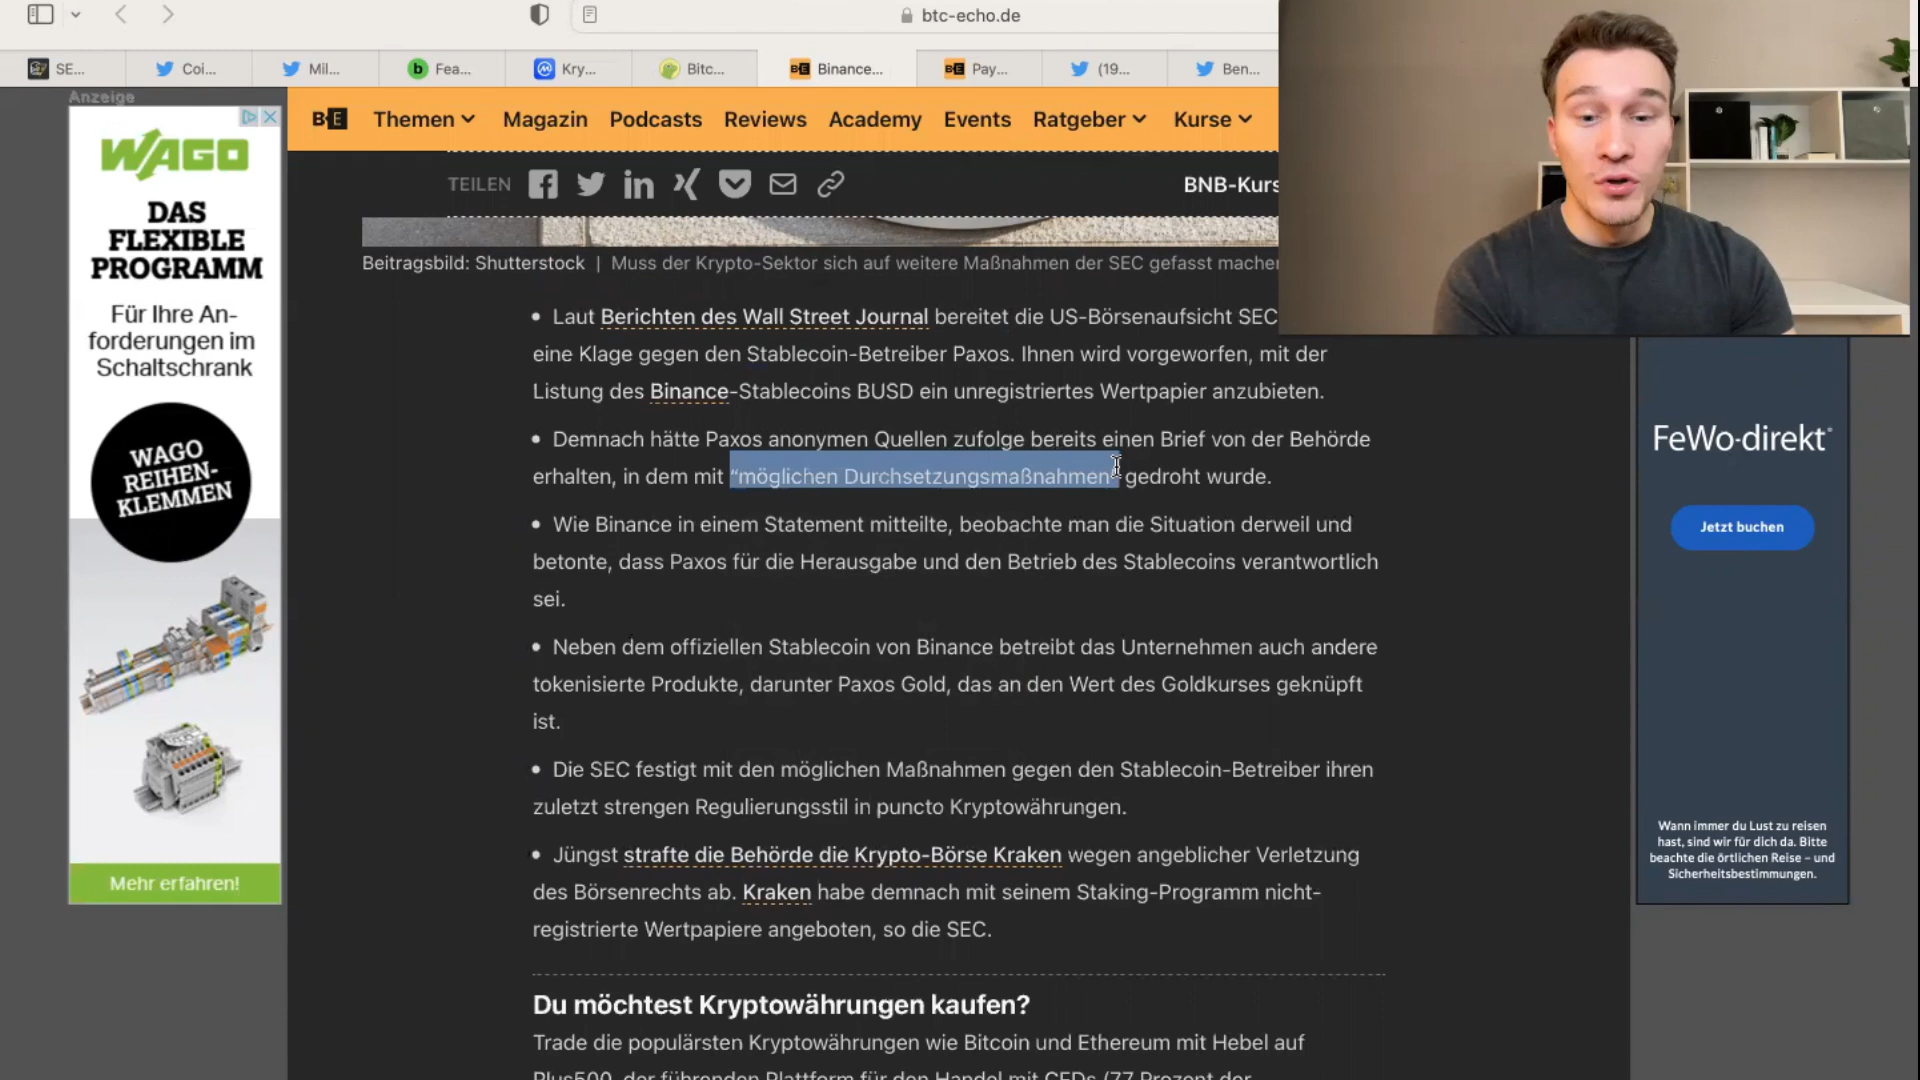 btc-echo.de
SE...
Coi...
Mil...
Fea...
Kry...
Bitc...
Binance...
Pay...
(19...
Ben...
Anzeige
WAGO
DAS
FLEXIBLE
PROGRAMM
Für Ihre An-
forderungen im
Schaltschrank
WAGO
REIHEN-
KLEMMEN
Mehr erfahren!
B·E Themen Magazin Podcasts Reviews Academy Events Ratgeber Kurse
TEILEN
BNB-Kurs
Beitragsbild: Shutterstock | Muss der Krypto-Sektor sich auf weitere Maßnahmen der SEC gefasst machen
• Laut Berichten des Wall Street Journal bereitet die US-Börsenaufsicht SEC
eine Klage gegen den Stablecoin-Betreiber Paxos. Ihnen wird vorgeworfen, mit der
Listung des Binance-Stablecoins BUSD ein unregistriertes Wertpapier anzubieten.
• Demnach hätte Paxos anonymen Quellen zufolge bereits einen Brief von der Behörde
erhalten, in dem mit “möglichen Durchsetzungsmaßnahmen” gedroht wurde.
• Wie Binance in einem Statement mitteilte, beobachte man die Situation derweil und
betonte, dass Paxos für die Herausgabe und den Betrieb des Stablecoins verantwortlich
sei.
• Neben dem offiziellen Stablecoin von Binance betreibt das Unternehmen auch andere
tokenisierte Produkte, darunter Paxos Gold, das an den Wert des Goldkurses geknüpft
ist.
• Die SEC festigt mit den möglichen Maßnahmen gegen den Stablecoin-Betreiber ihren
zuletzt strengen Regulierungsstil in puncto Kryptowährungen.
• Jüngst strafte die Behörde die Krypto-Börse Kraken wegen angeblicher Verletzung
des Börsenrechts ab. Kraken habe demnach mit seinem Staking-Programm nicht-
registrierte Wertpapiere angeboten, so die SEC.
Du möchtest Kryptowährungen kaufen?
Trade die populärsten Kryptowährungen wie Bitcoin und Ethereum mit Hebel auf
Plus500, der führenden Plattform für den Handel mit CFDs (77 Prozent der
FeWo-direkt
Jetzt buchen
Wann immer du Lust zu reisen
hast, sind wir für dich da. Bitte
beachte die örtlichen Reise – und
Sicherheitsbestimmungen.